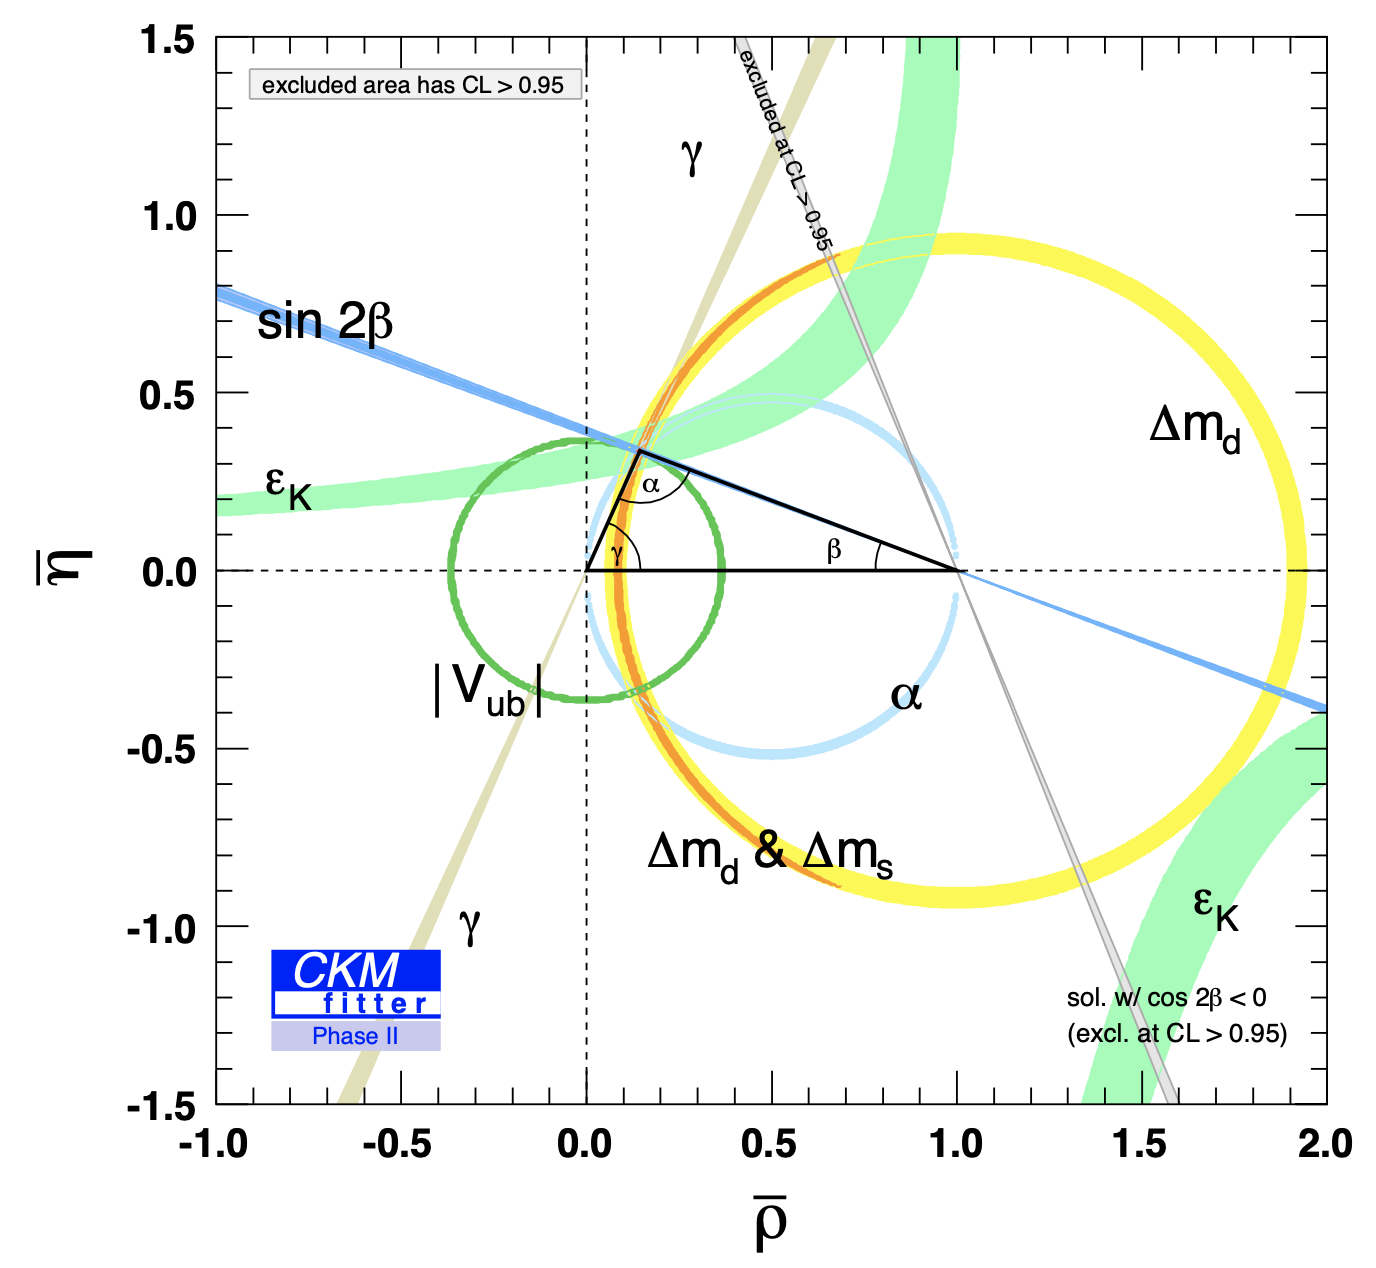 1.5
excluded area has CL > 0.95
excluded at CL > 0.95
γ
1.0
sin 2β
0.5
Δm_d
ε_K
α
γ
β
0.0
η̅
|V_ub|
α
-0.5
Δm_d & Δm_s
ε_K
γ
-1.0
CKM
fitter
Phase II
sol. w/ cos 2β < 0
(excl. at CL > 0.95)
-1.5
-1.0 -0.5 0.0 0.5 1.0 1.5 2.0
ρ̅